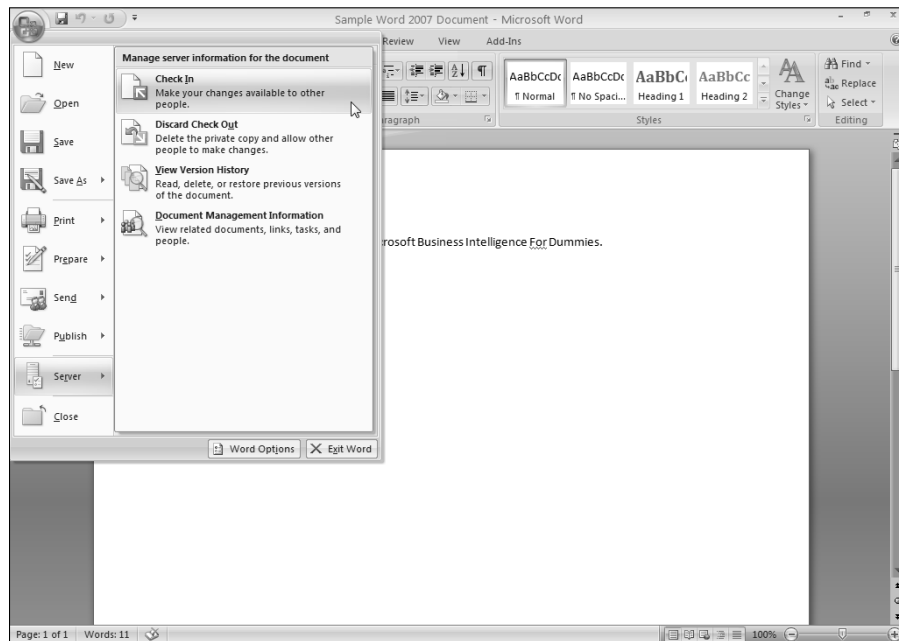 Sample Word 2007 Document - Microsoft Word
Review View Add-Ins
New
Open
Save
Save As
Print
Prepare
Send
Publish
Server
Close
Manage server information for the document
Check In
Make your changes available to other
people.
Discard Check Out
Delete the private copy and allow other
people to make changes.
View Version History
Read, delete, or restore previous versions
of the document.
Document Management Information
View related documents, links, tasks, and
people.
Word Options Exit Word
AaBbCcDc AaBbCcDc AaBbC AaBbCc
¶ Normal ¶ No Spaci... Heading 1 Heading 2
Change
Styles
Find
Replace
Select
ragraph Styles Editing
crosoft Business Intelligence For Dummies.
Page: 1 of 1 Words: 11 100%